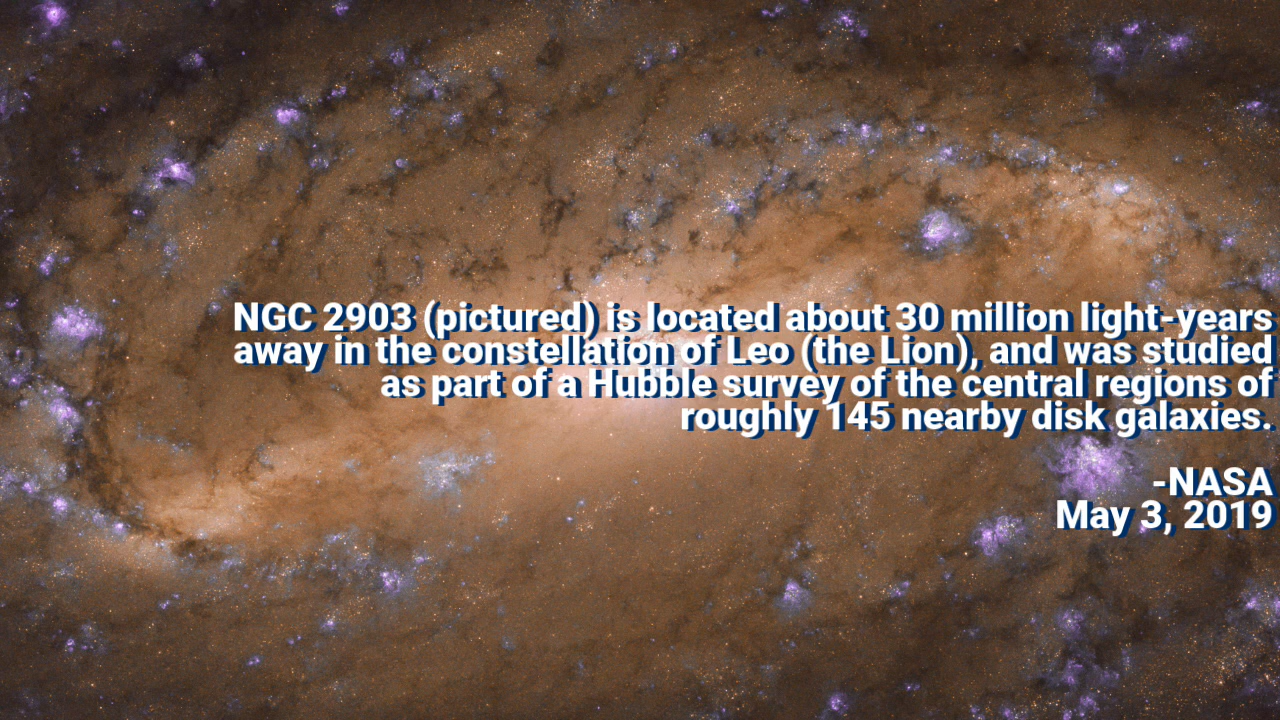 NGC 2903 (pictured) is located about 30 million light-years
away in the constellation of Leo (the Lion), and was studied
as part of a Hubble survey of the central regions of
roughly 145 nearby disk galaxies.
-NASA
May 3, 2019